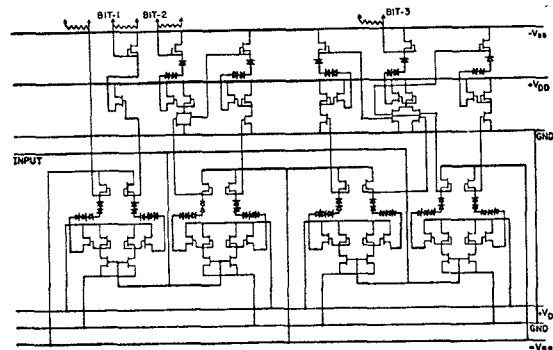 BIT-1
BIT-2
BIT-3
-Vss
+VDD
GND
INPUT
+VD
GND
-Vss